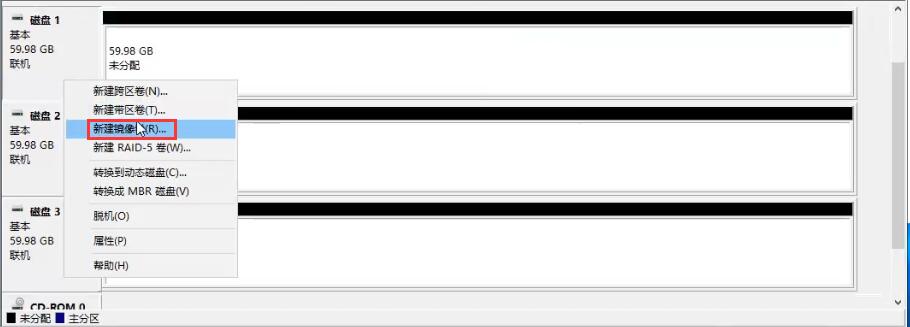 磁盘 1
基本
59.98 GB
联机
59.98 GB
未分配
新建跨区卷(N)...
新建带区卷(T)...
新建镜像(R)...
新建 RAID-5 卷(W)...
转换到动态磁盘(C)...
转换成 MBR 磁盘(V)
脱机(O)
属性(P)
帮助(H)
磁盘 2
基本
59.98 GB
联机
磁盘 3
基本
59.98 GB
联机
CD-ROM 0
未分配 主分区